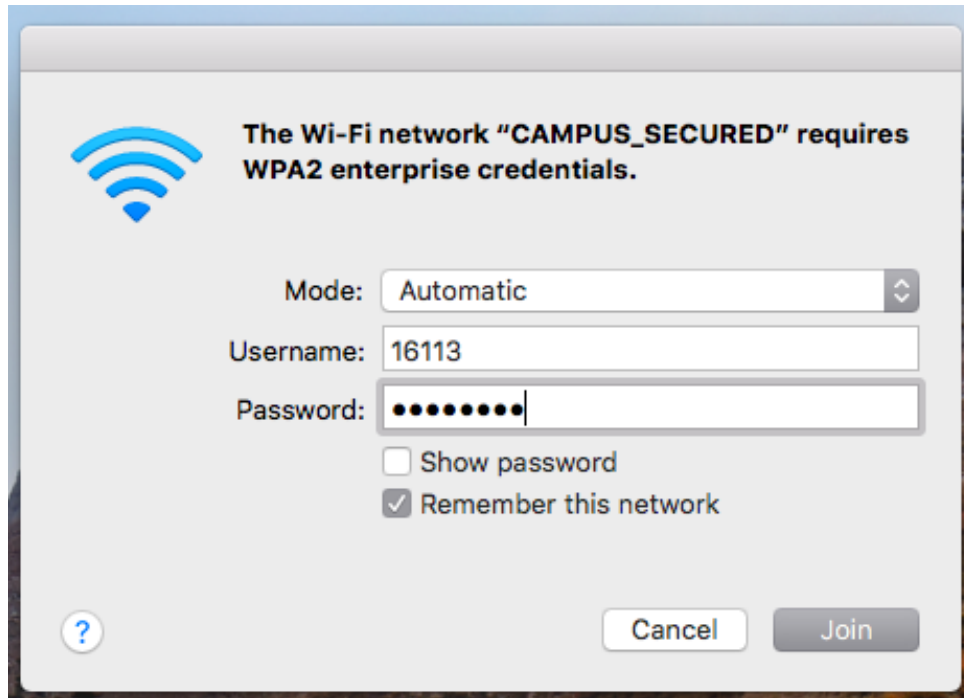 The Wi-Fi network “CAMPUS_SECURED” requires
WPA2 enterprise credentials.
Mode: Automatic
Username: 16113
Password: ••••••••
Show password
Remember this network
? Cancel Join